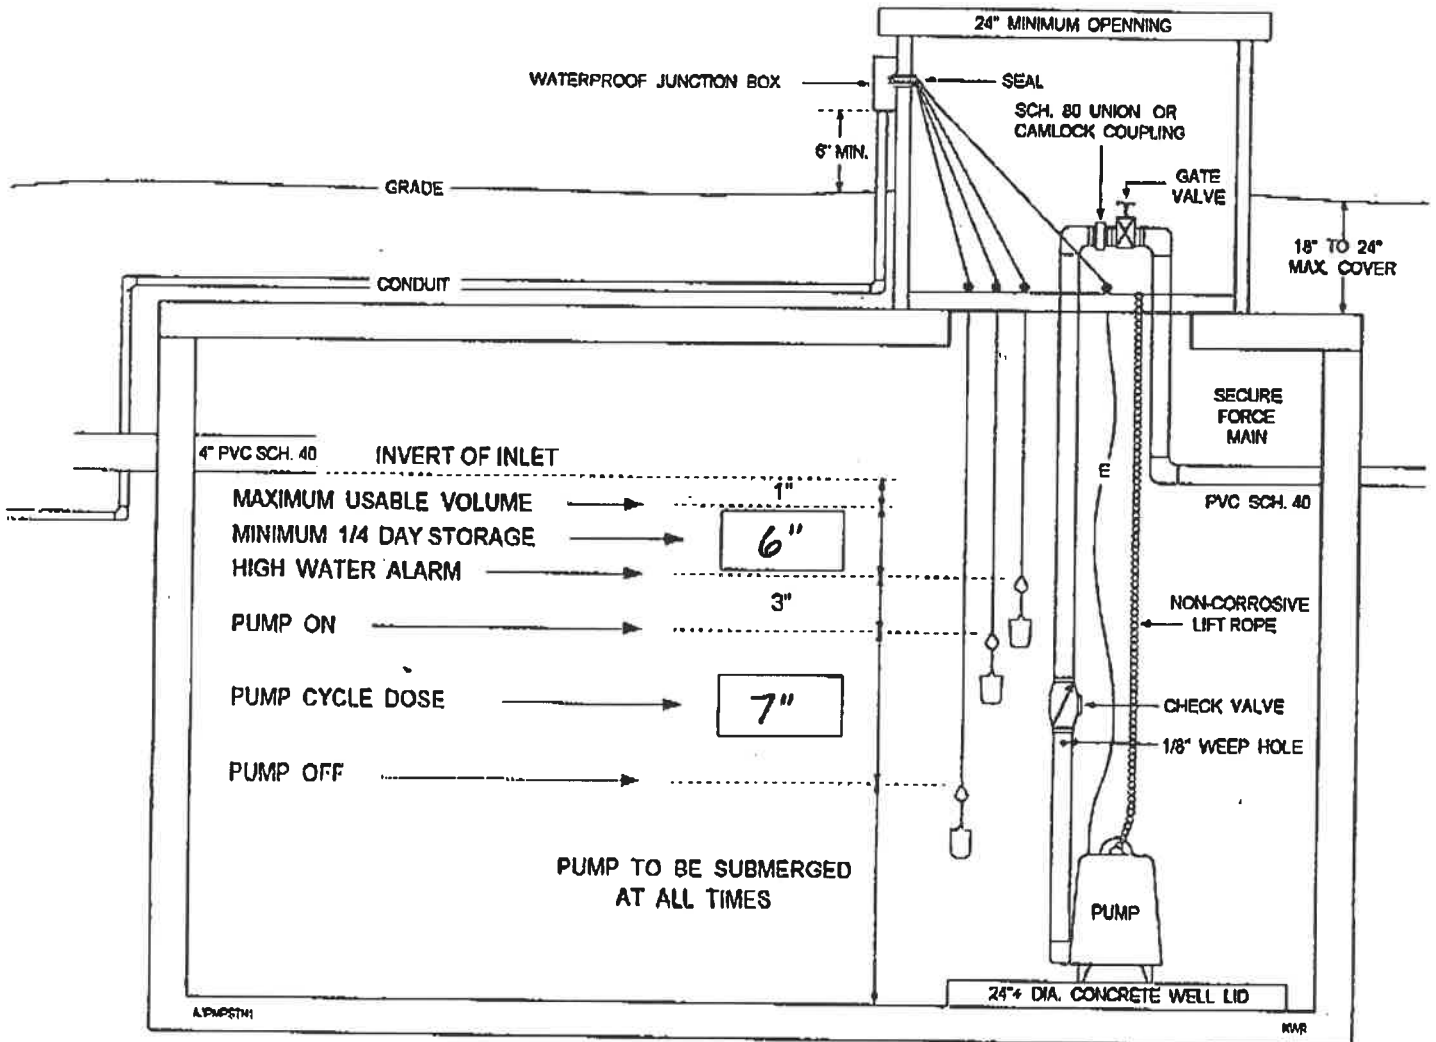 24" MINIMUM OPENNING
WATERPROOF JUNCTION BOX
SEAL
SCH. 80 UNION OR
CAMLOCK COUPLING
6" MIN.
GATE
VALVE
GRADE
18" TO 24"
MAX. COVER
CONDUIT
SECURE
FORCE
MAIN
4" PVC SCH. 40
INVERT OF INLET
E
1"
MAXIMUM USABLE VOLUME
PVC SCH. 40
MINIMUM 1/4 DAY STORAGE
6"
HIGH WATER ALARM
3"
NON-CORROSIVE
LIFT ROPE
PUMP ON
PUMP CYCLE DOSE
7"
CHECK VALVE
1/8" WEEP HOLE
PUMP OFF
PUMP TO BE SUBMERGED
AT ALL TIMES
PUMP
24"+ DIA. CONCRETE WELL LID
KWR